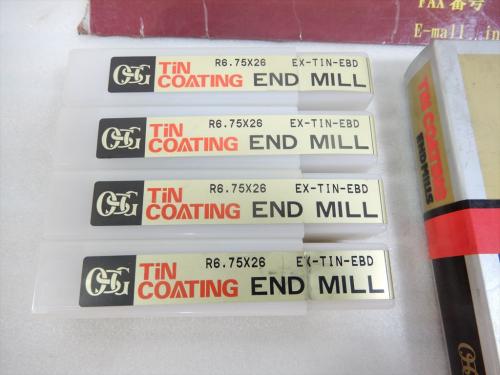 FAX番号
E-mall..in
OSG TiN COATING R6.75X26 EX-TIN-EBD
END MILL
OSG TiN COATING R6.75X26 EX-TIN-EBD
END MILL
OSG TiN COATING R6.75X26 EX-TIN-EBD
END MILL
OSG TiN COATING R6.75X26 EX-TIN-EBD
END MILL
TiN COATING
END MILLS